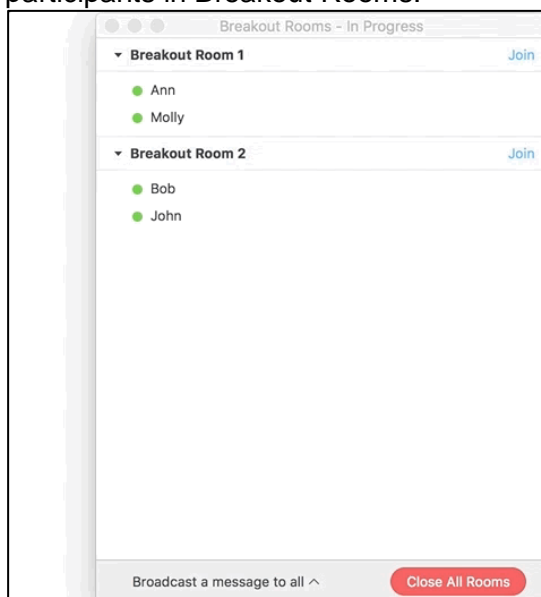 participants in Breakout Rooms.
Breakout Rooms - In Progress
Breakout Room 1 Join
Ann
Molly
Breakout Room 2 Join
Bob
John
Broadcast a message to all ^ Close All Rooms